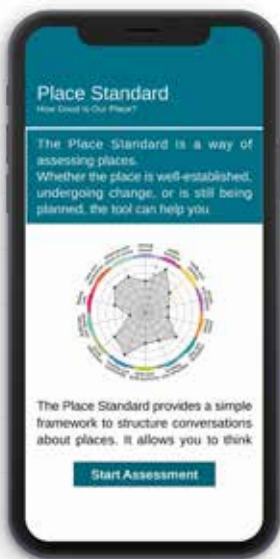 Place Standard
How Good Is Our Place?
The Place Standard is a way of
assessing places.
Whether the place is well-established,
undergoing change, or is still being
planned, the tool can help you
The Place Standard provides a simple
framework to structure conversations
about places. It allows you to think
Start Assessment